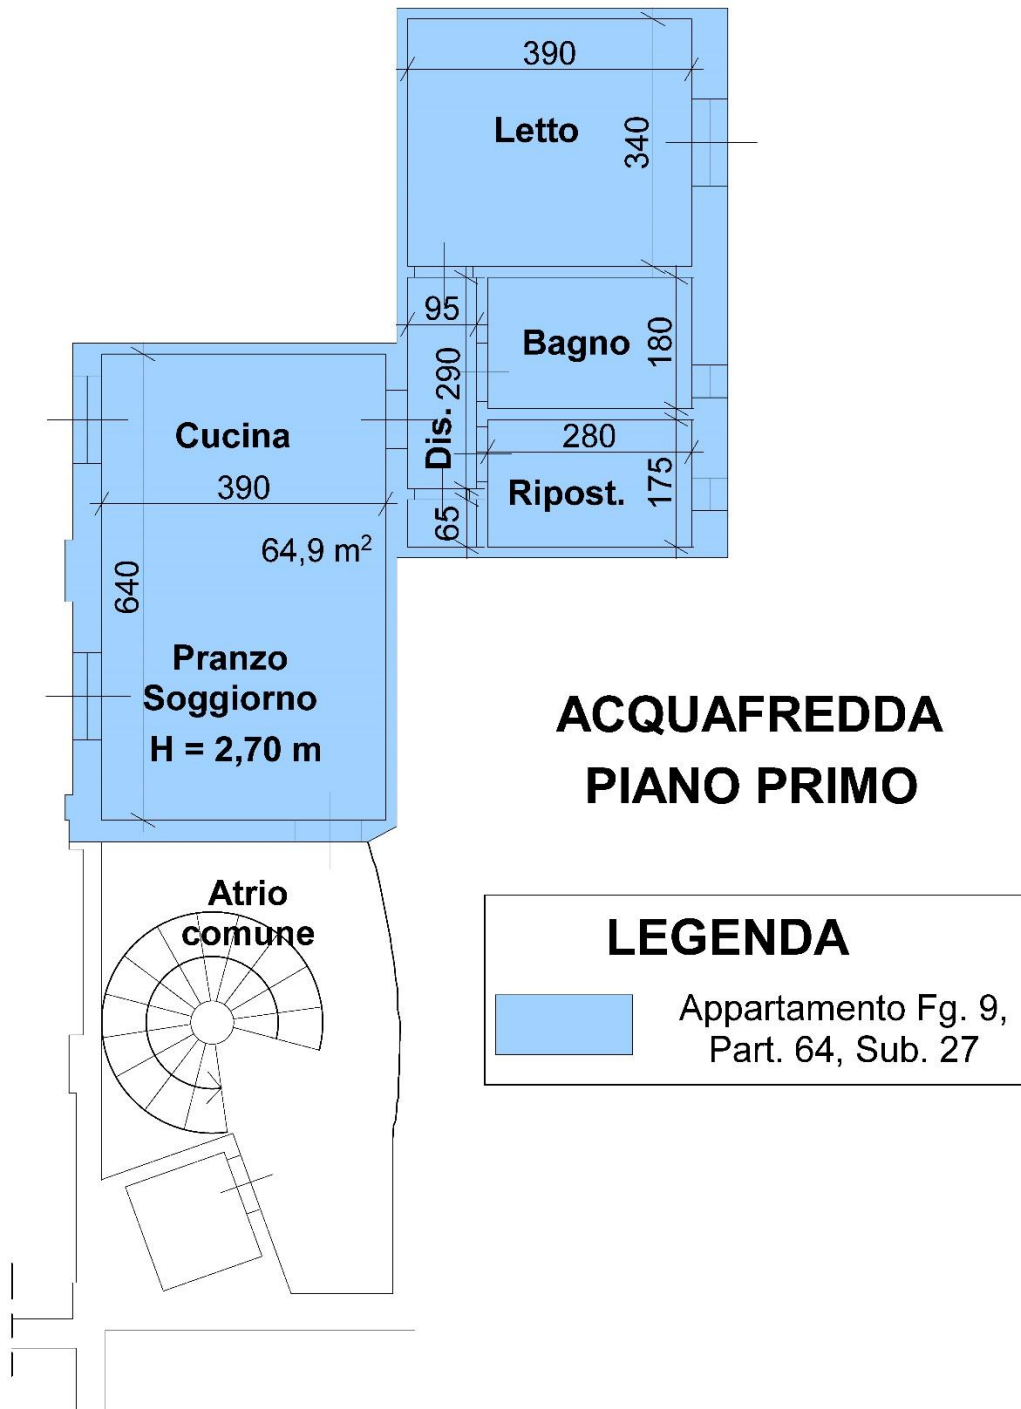 390
Letto
340
95
290
Bagno
180
Dis.
280
Ripost.
175
65
Cucina
390
64,9 m²
640
Pranzo
Soggiorno
H = 2,70 m
ACQUAFREDDA
PIANO PRIMO
Atrio
comune
LEGENDA
Appartamento Fg. 9,
Part. 64, Sub. 27